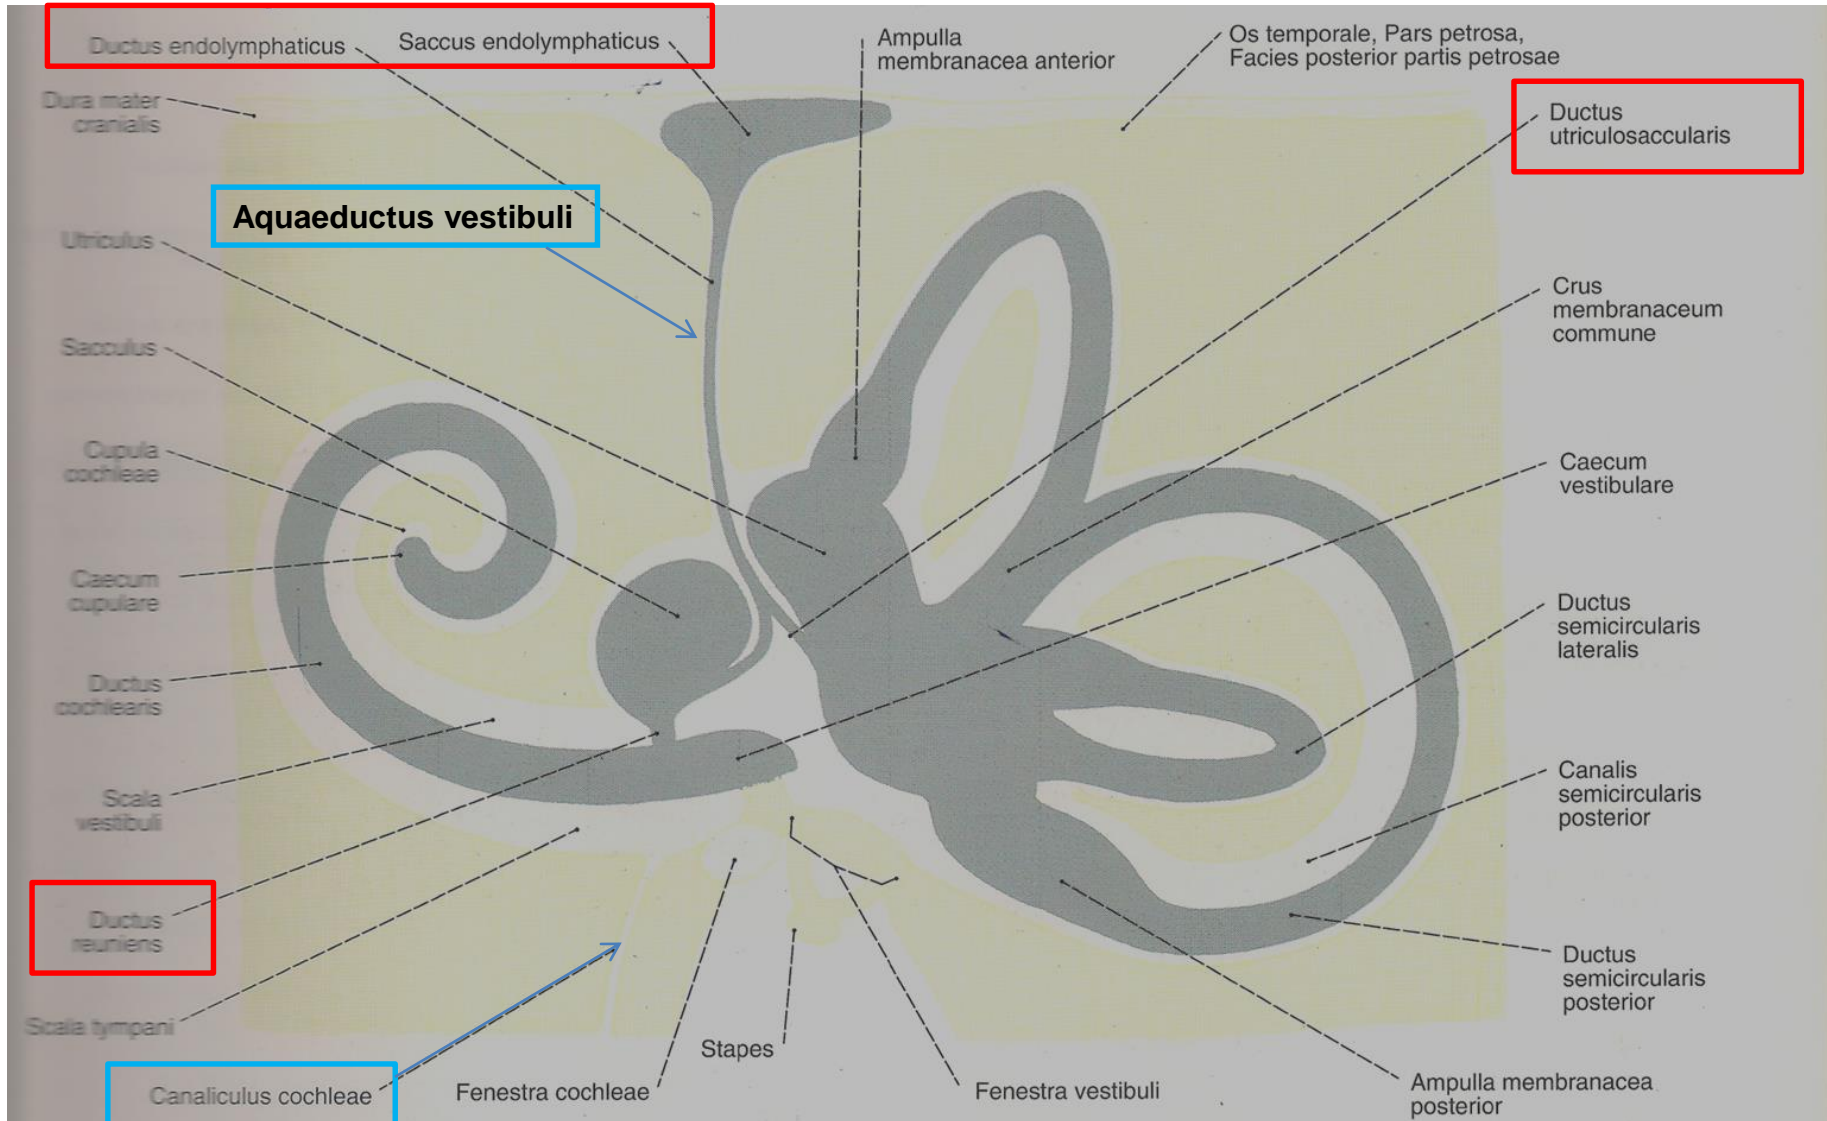 Ductus endolymphaticus
Saccus endolymphaticus
Ampulla
membranacea anterior
Os temporale, Pars petrosa,
Facies posterior partis petrosae
Dura mater
cranialis
Ductus
utriculosaccularis
Aquaeductus vestibuli
Utriculus
Crus
membranaceum
commune
Sacculus
Cupula
cochleae
Caecum
vestibulare
Caecum
cupulare
Ductus
semicircularis
lateralis
Ductus
cochlearis
Scala
vestibuli
Canalis
semicircularis
posterior
Ductus
reuniens
Ductus
semicircularis
posterior
Scala tympani
Stapes
Canaliculus cochleae
Fenestra cochleae
Fenestra vestibuli
Ampulla membranacea
posterior